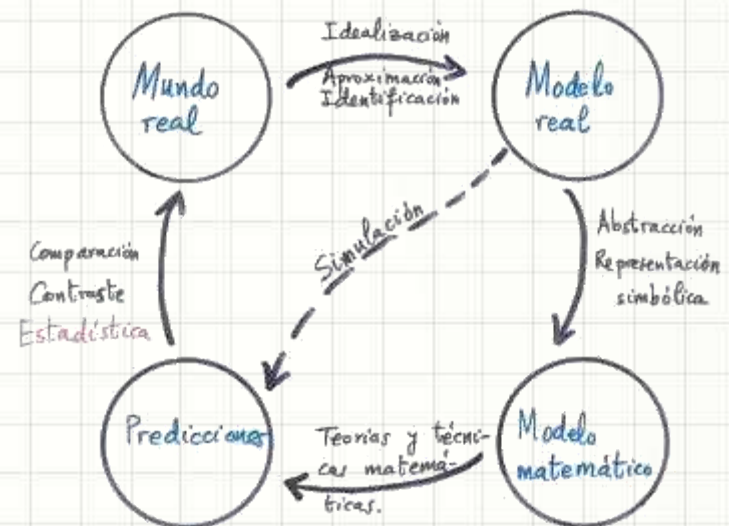 Mundo
real
Idealización
Aproximación
Identificación
Modelo
real
Simulación
Abstracción
Representación
simbólica
Comparación
Contraste
Estadística
Predicciones
Teorías y técni-
cas matemá-
ticas.
Modelo
matemático